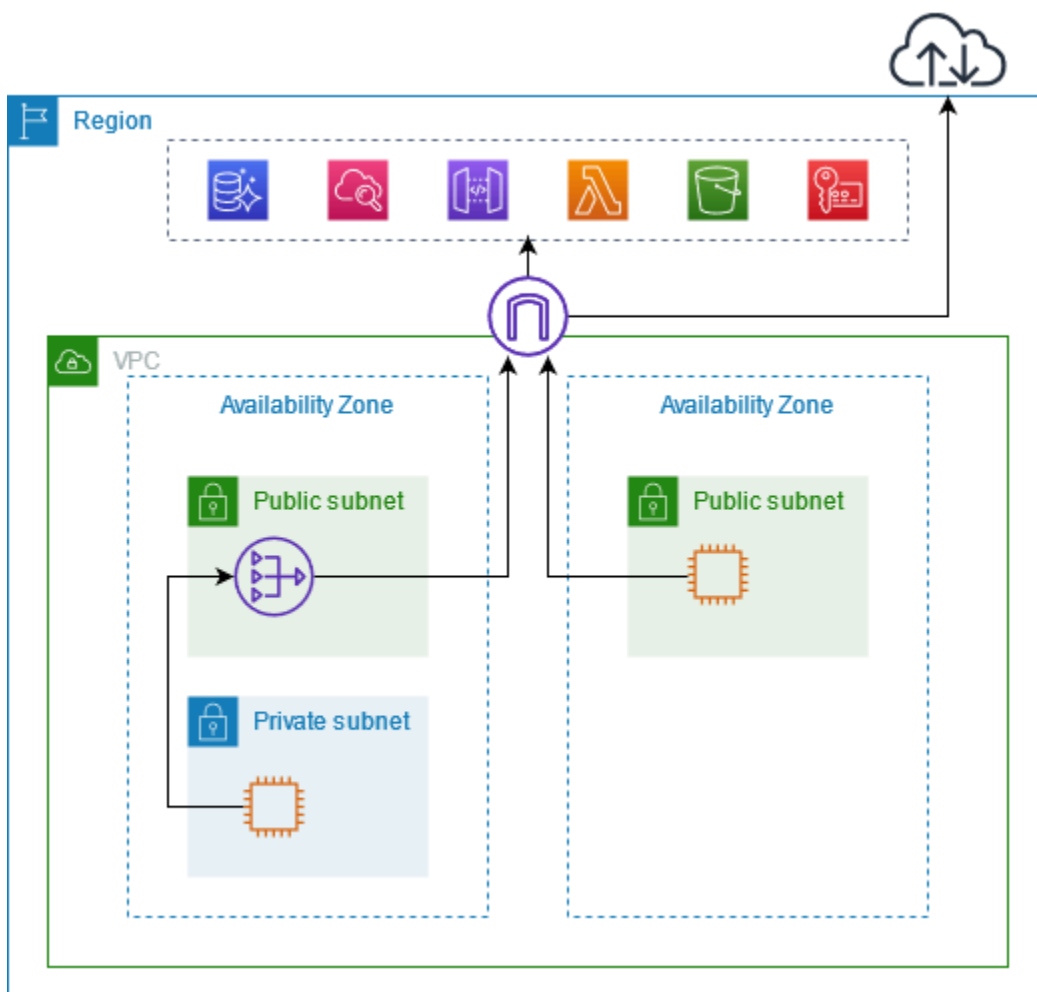 Region
VPC
Availability Zone
Availability Zone
Public subnet
Public subnet
Private subnet